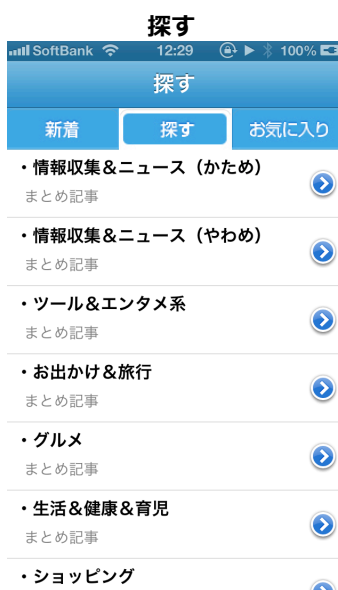 探す
SoftBank 12:29 100%
探す
新着 探す お気に入り
・情報収集&ニュース（かため）
まとめ記事
・情報収集&ニュース（やわめ）
まとめ記事
・ツール&エンタメ系
まとめ記事
・お出かけ&旅行
まとめ記事
・グルメ
まとめ記事
・生活&健康&育児
まとめ記事
・ショッピング